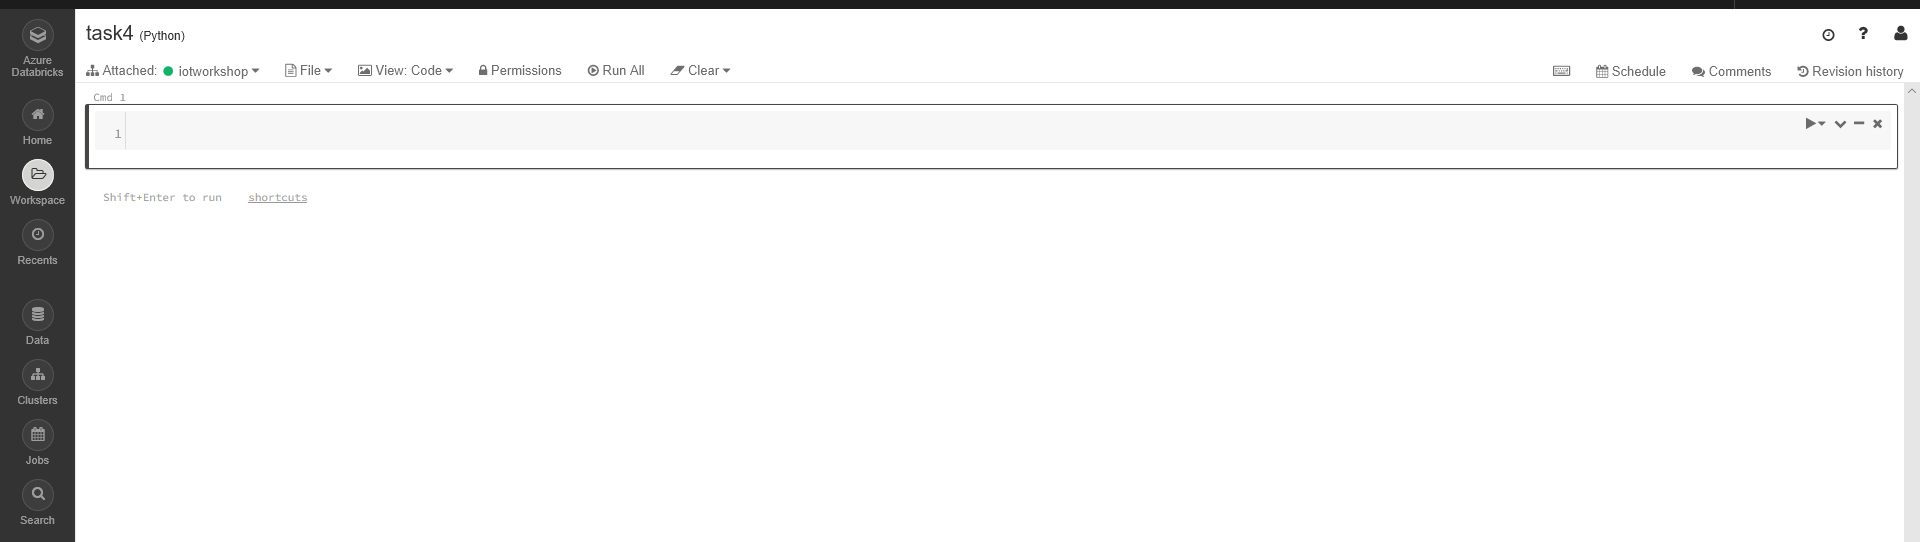 task4 (Python)
Attached: iotworkshop File View: Code Permissions Run All Clear Schedule Comments Revision history
Azure
Databricks
Home
Workspace
Recents
Data
Clusters
Jobs
Search
Cmd 1
1
Shift+Enter to run shortcuts